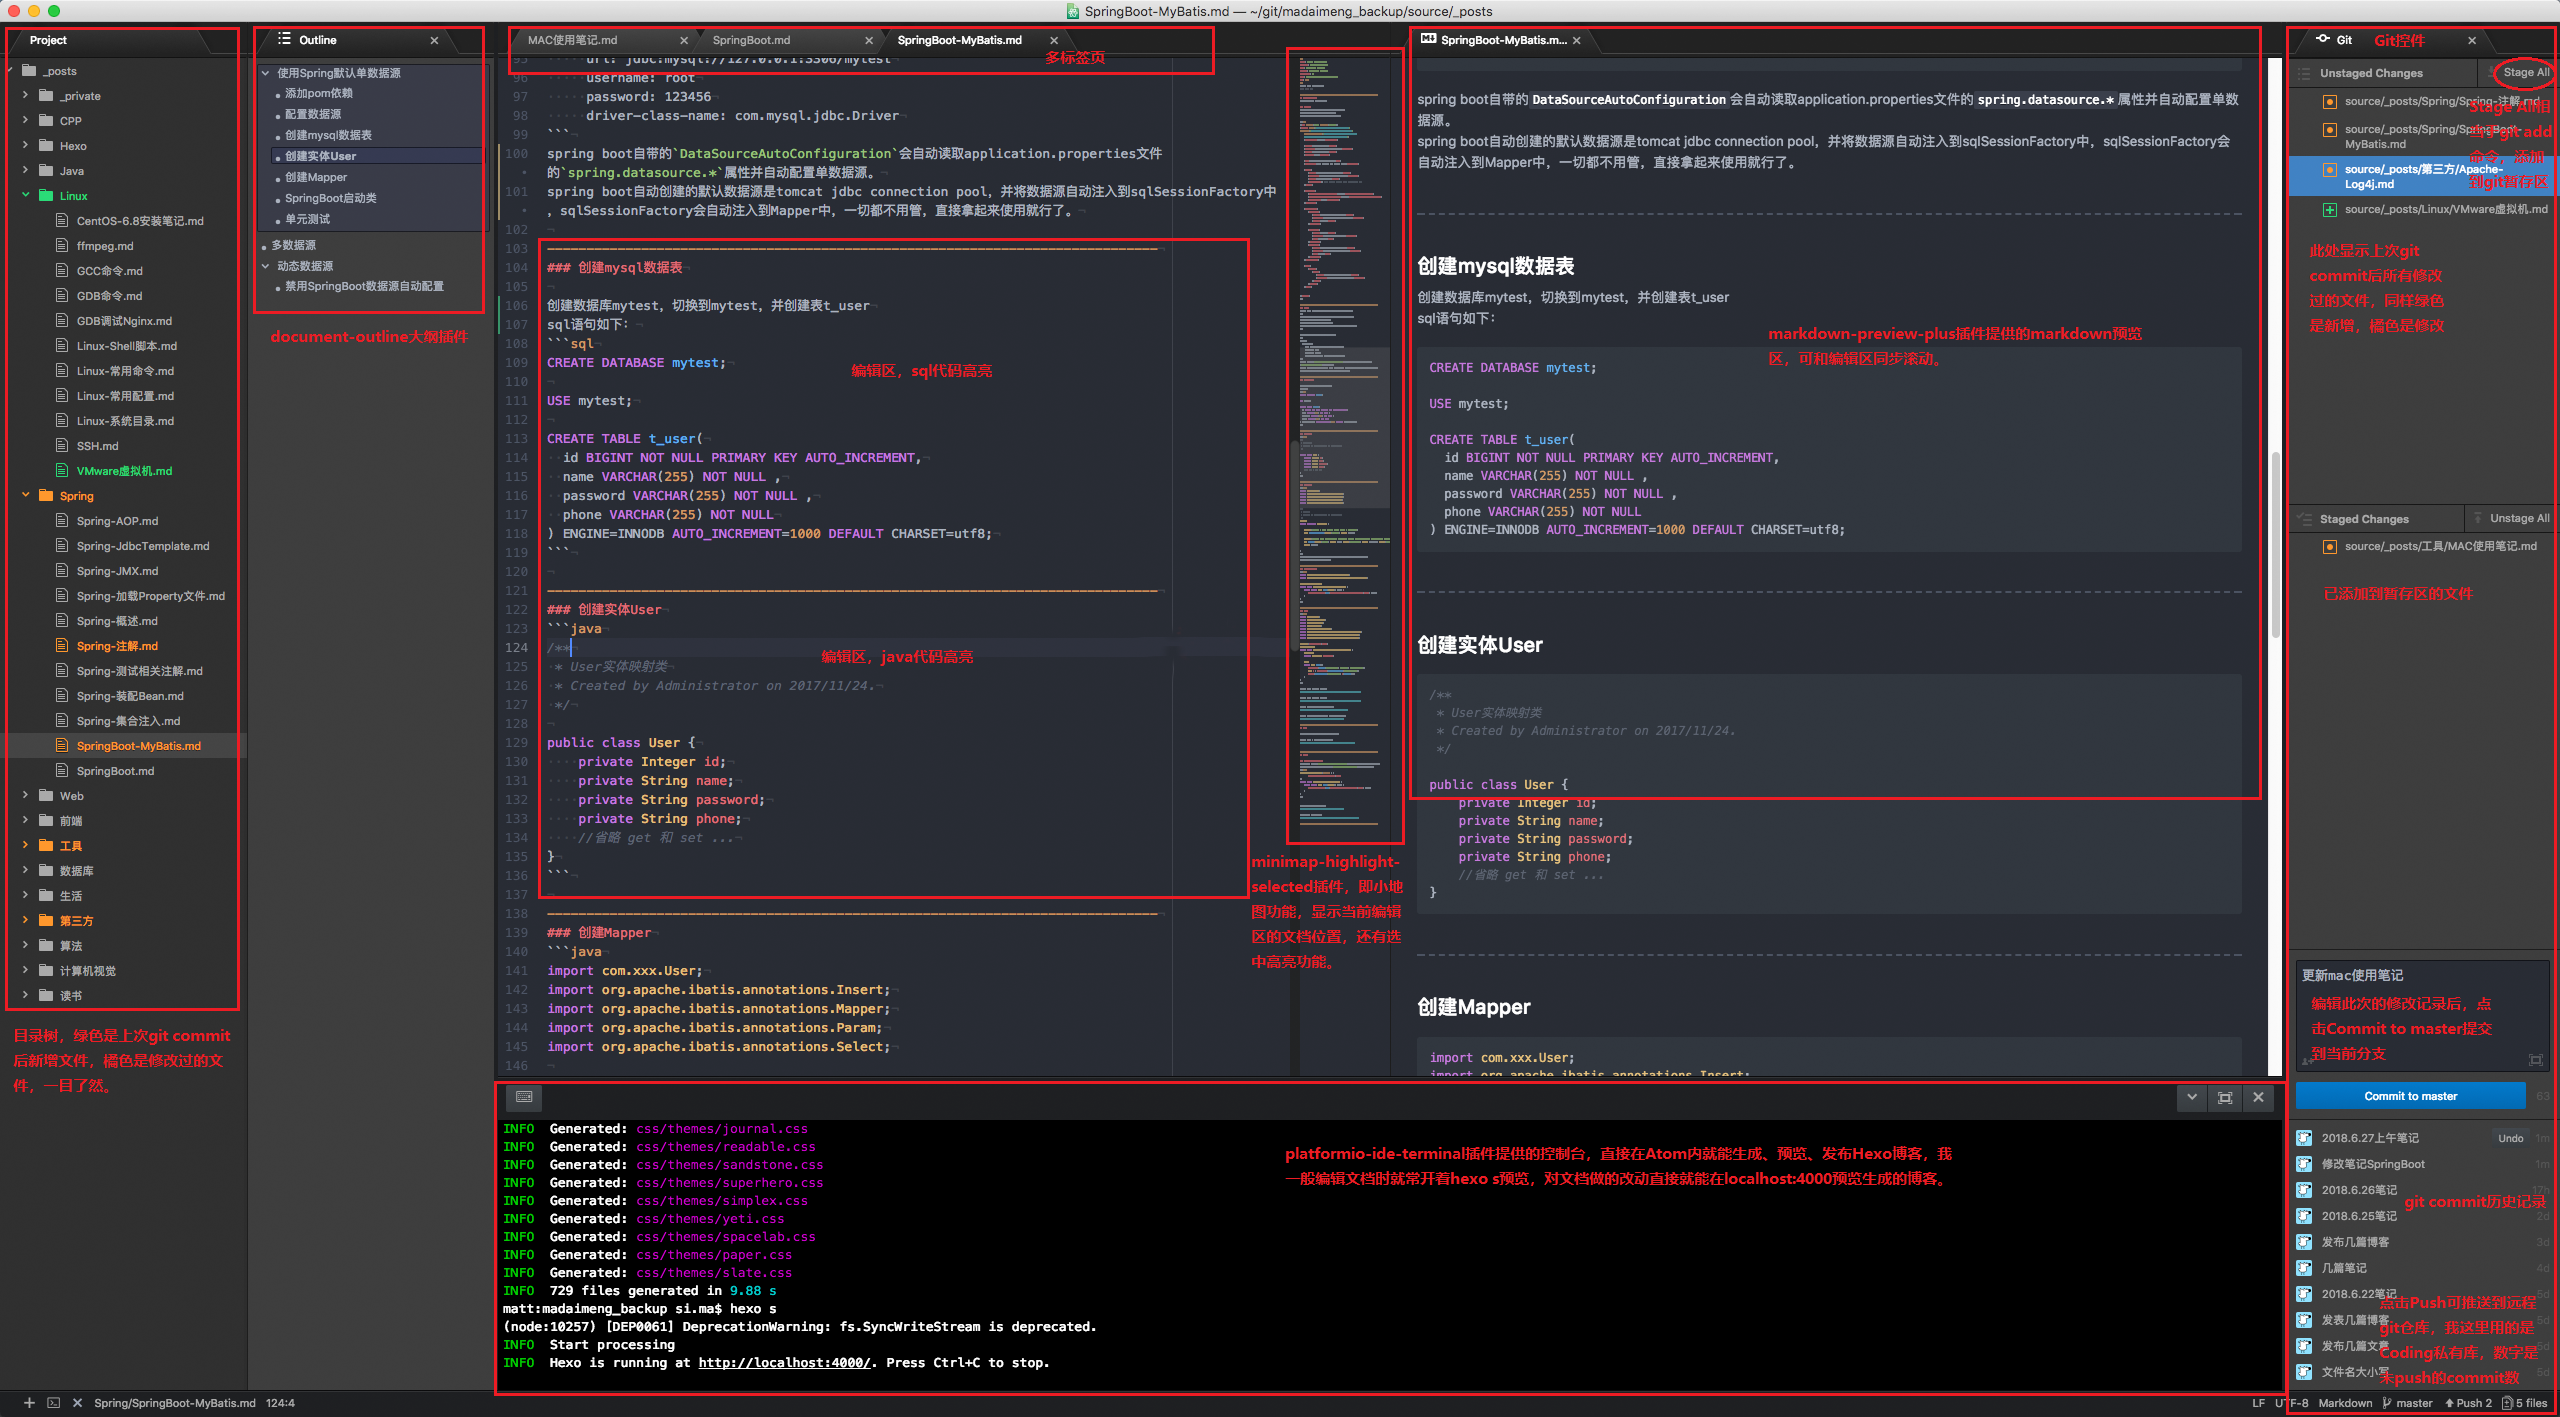 SpringBoot-MyBatis.md — ~/git/madaimeng_backup/source/_posts
Project
_posts
_private
CPP
Hexo
Java
Linux
CentOS-6.8安装笔记.md
ffmpeg.md
GCC命令.md
GDB命令.md
GDB调试Nginx.md
Linux-Shell脚本.md
Linux-常用命令.md
Linux-常用配置.md
Linux-系统目录.md
SSH.md
VMware虚拟机.md
Spring
Spring-AOP.md
Spring-JdbcTemplate.md
Spring-JMX.md
Spring-加载Property文件.md
Spring-概述.md
Spring-注解.md
Spring-测试相关注解.md
Spring-装配Bean.md
Spring-集合注入.md
SpringBoot-MyBatis.md
SpringBoot.md
Web
前端
工具
数据库
生活
第三方
算法
计算机视觉
读书
目录树，绿色是上次git commit
后新增文件，橘色是修改过的文
件，一目了然。
Outline
使用Spring默认单数据源
添加pom依赖
配置数据源
创建mysql数据表
创建实体User
创建Mapper
SpringBoot启动类
单元测试
多数据源
动态数据源
禁用SpringBoot数据源自动配置
document-outline大纲插件
MAC使用笔记.md
SpringBoot.md
SpringBoot-MyBatis.md
多标签页
95 url: jdbc:mysql://127.0.0.1:3306/mytest
96 username: root
97 password: 123456
98 driver-class-name: com.mysql.jdbc.Driver
99 ```
100 spring boot自带的`DataSourceAutoConfiguration`会自动读取application.properties文件
的`spring.datasource.*`属性并自动配置单数据源。
101 spring boot自动创建的默认数据源是tomcat jdbc connection pool，并将数据源自动注入到sqlSessionFactory中
，sqlSessionFactory会自动注入到Mapper中，一切都不用管，直接拿起来使用就行了。
102
103
104 ### 创建mysql数据表
105
106 创建数据库mytest，切换到mytest，并创建表t_user
107 sql语句如下：
108 ```sql
109 CREATE DATABASE mytest;
110
111 USE mytest;
112
113 CREATE TABLE t_user(
114 id BIGINT NOT NULL PRIMARY KEY AUTO_INCREMENT,
115 name VARCHAR(255) NOT NULL ,
116 password VARCHAR(255) NOT NULL ,
117 phone VARCHAR(255) NOT NULL
118 ) ENGINE=INNODB AUTO_INCREMENT=1000 DEFAULT CHARSET=utf8;
119 ```
120
121
122 ### 创建实体User
123 ```java
124 /**
125 * User实体映射类
126 * Created by Administrator on 2017/11/24.
127 */
128
129 public class User {
130 private Integer id;
131 private String name;
132 private String password;
133 private String phone;
134 //省略 get 和 set ...
135 }
136 ```
137
138
139 ### 创建Mapper
140 ```java
141 import com.xxx.User;
142 import org.apache.ibatis.annotations.Insert;
143 import org.apache.ibatis.annotations.Mapper;
144 import org.apache.ibatis.annotations.Param;
145 import org.apache.ibatis.annotations.Select;
146
编辑区，sql代码高亮
编辑区，java代码高亮
minimap-highlight-
selected插件，即小地
图功能，显示当前编辑
区的文档位置，还有选
中高亮功能。
SpringBoot-MyBatis.m...
spring boot自带的 DataSourceAutoConfiguration 会自动读取application.properties文件的 spring.datasource.* 属性并自动配置单数
据源。
spring boot自动创建的默认数据源是tomcat jdbc connection pool，并将数据源自动注入到sqlSessionFactory中，sqlSessionFactory会
自动注入到Mapper中，一切都不用管，直接拿起来使用就行了。
创建mysql数据表
创建数据库mytest，切换到mytest，并创建表t_user
sql语句如下：
markdown-preview-plus插件提供的markdown预览
区，可和编辑区同步滚动。
CREATE DATABASE mytest;
USE mytest;
CREATE TABLE t_user(
id BIGINT NOT NULL PRIMARY KEY AUTO_INCREMENT,
name VARCHAR(255) NOT NULL ,
password VARCHAR(255) NOT NULL ,
phone VARCHAR(255) NOT NULL
) ENGINE=INNODB AUTO_INCREMENT=1000 DEFAULT CHARSET=utf8;
创建实体User
/**
* User实体映射类
* Created by Administrator on 2017/11/24.
*/
public class User {
private Integer id;
private String name;
private String password;
private String phone;
//省略 get 和 set ...
}
创建Mapper
import com.xxx.User;
import org.apache.ibatis.annotations.Insert;
INFO Generated: css/themes/journal.css
INFO Generated: css/themes/readable.css
INFO Generated: css/themes/sandstone.css
INFO Generated: css/themes/superhero.css
INFO Generated: css/themes/simplex.css
INFO Generated: css/themes/yeti.css
INFO Generated: css/themes/spacelab.css
INFO Generated: css/themes/paper.css
INFO Generated: css/themes/slate.css
INFO 729 files generated in 9.88 s
matt:madaimeng_backup si.ma$ hexo s
(node:10257) [DEP0061] DeprecationWarning: fs.SyncWriteStream is deprecated.
INFO Start processing
INFO Hexo is running at http://localhost:4000/. Press Ctrl+C to stop.
platformio-ide-terminal插件提供的控制台，直接在Atom内就能生成、预览、发布Hexo博客，我
一般编辑文档的就常开着hexo s预览，对文档做的改动直接就能在localhost:4000预览生成的博客。
Git
Git控件
Unstaged Changes
Stage All
source/_posts/Spring/Spring-注解.md
source/_posts/Spring/SpringBoot-
MyBatis.md
source/_posts/第三方/Apache-
Log4j.md
source/_posts/Linux/VMware虚拟机.md
Stage All相
当于git add
命令，添加
到git暂存区
此处显示上次git
commit后所有修改
过的文件，同样绿色
是新增，橘色是修改
Staged Changes
Unstage All
source/_posts/工具/MAC使用笔记.md
已添加到暂存区的文件
更新mac使用笔记
编辑此次的修改记录后，点
击Commit to master提交
到当前分支
Commit to master
63
2018.6.27上午笔记 Undo 1m
修改笔记SpringBoot 1m
2018.6.26笔记 17h
2018.6.25笔记 2d
发布几篇博客 3d
几篇笔记 4d
2018.6.22笔记 5d
发表几篇博客 5d
发布几篇文章 5d
文件名大小写 5d
git commit历史记录
点击Push可推送到远程
git仓库，我这里用的是
Coding私有库，数字是
未push的commit数
Spring/SpringBoot-MyBatis.md 124:4
LF UTF-8 Markdown master Push 2 5 files